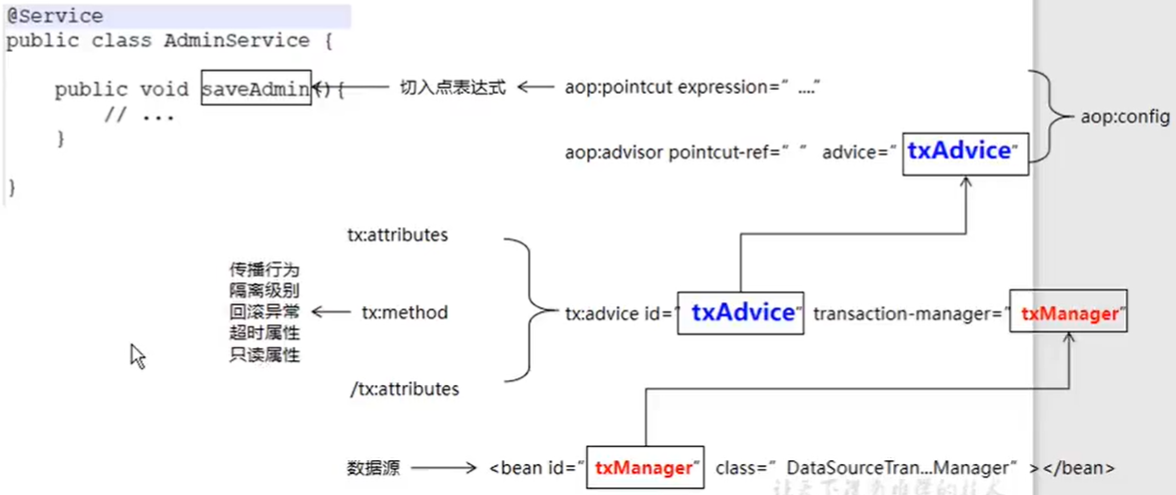 @Service
public class AdminService {
public void saveAdmin(){
切入点表达式
aop:pointcut expression=" ...."
// ...
}
aop:config
aop:advisor pointcut-ref=" " advice=" txAdvice"
}
tx:attributes
传播行为
隔离级别
回滚异常
超时属性
只读属性
tx:method
tx:advice id=" txAdvice" transaction-manager=" txManager"
/tx:attributes
数据源
<bean id=" txManager" class=" DataSourceTran...Manager" ></bean>